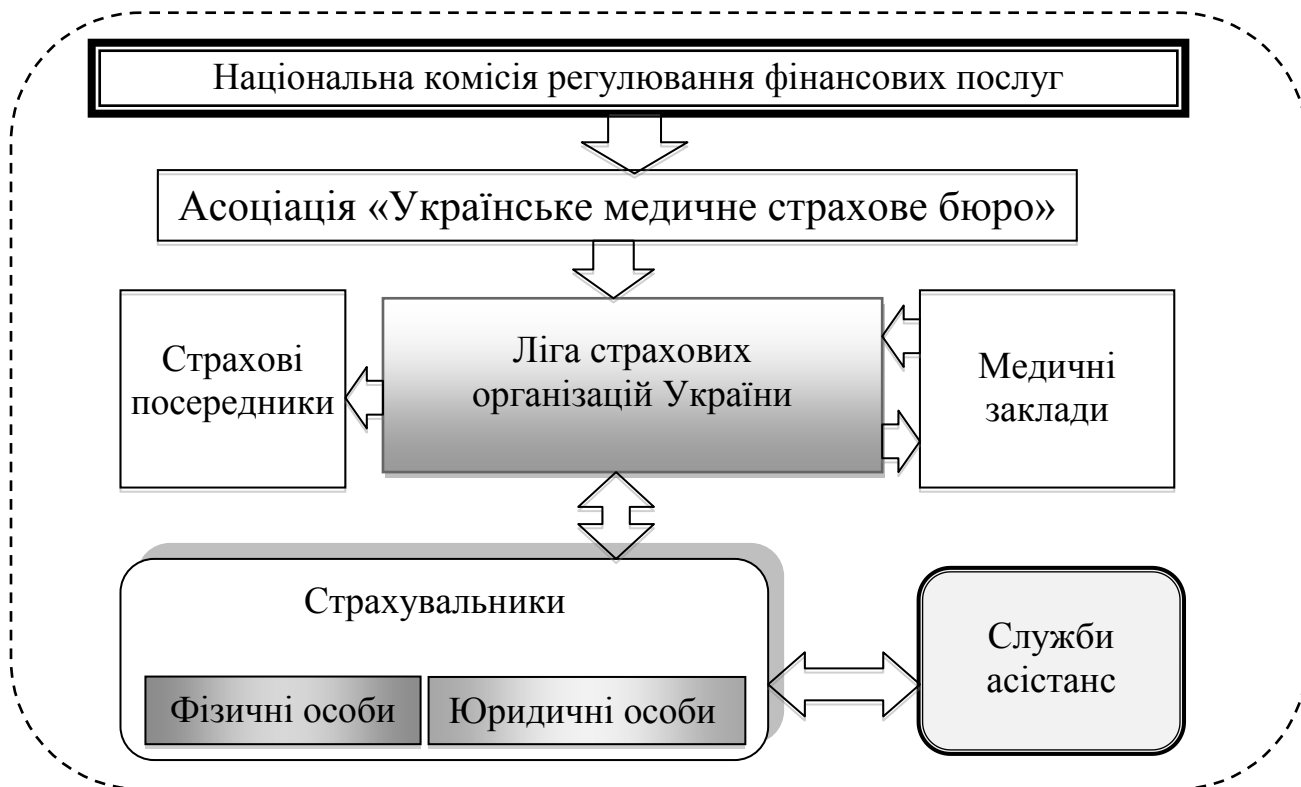 Національна комісія регулювання фінансових послуг
Асоціація «Українське медичне страхове бюро»
Страхові
посередники
Ліга страхових
організацій України
Медичні
заклади
Страхувальники
Фізичні особи
Юридичні особи
Служби
асістанс